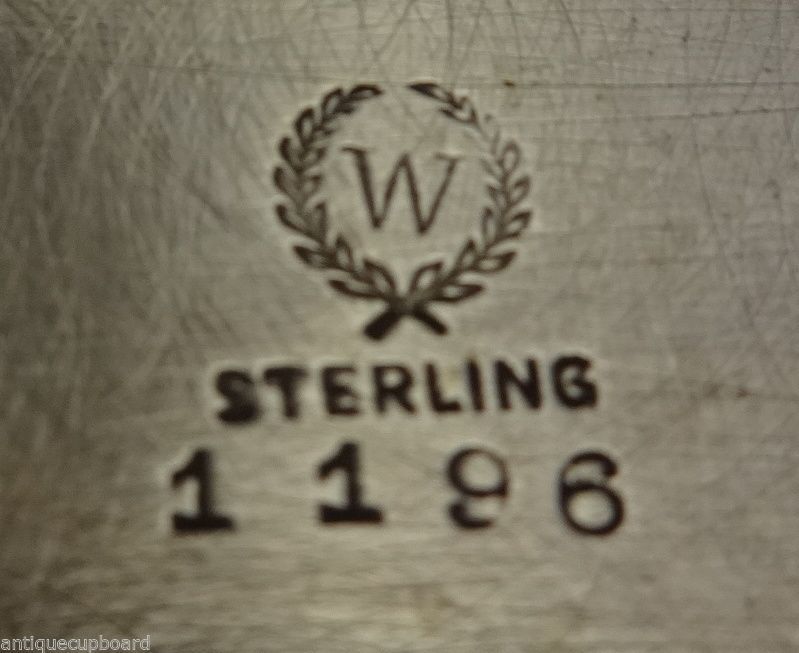 W
STERLING
1196
antiquecupboard